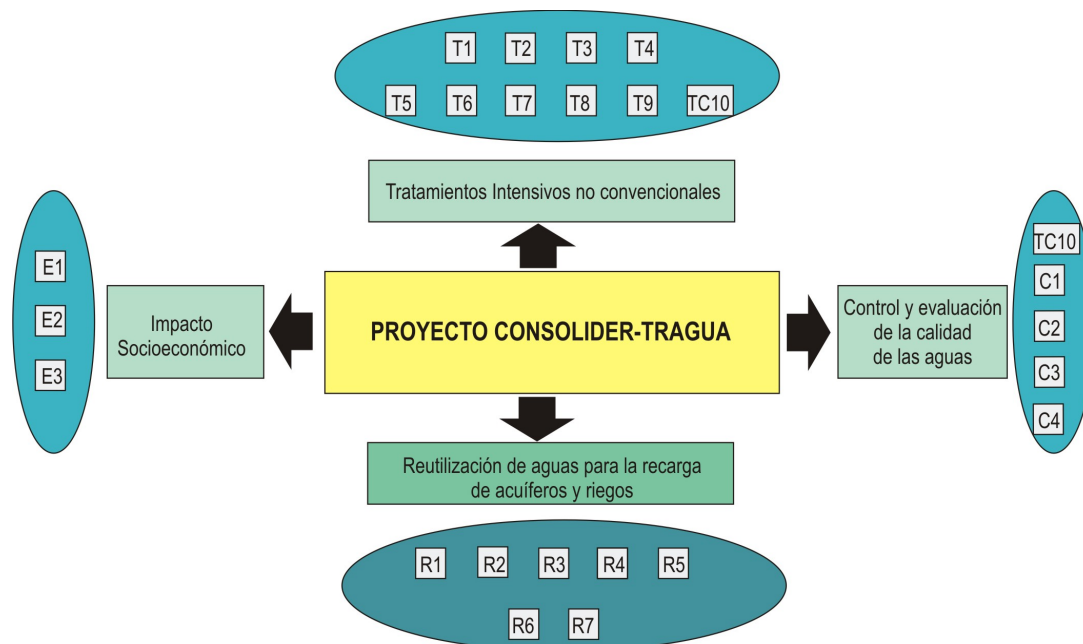 T1 T2 T3 T4
T5 T6 T7 T8 T9 TC10
Tratamientos Intensivos no convencionales
E1
E2
E3
Impacto
Socioeconómico
PROYECTO CONSOLIDER-TRAGUA
Control y evaluación
de la calidad
de las aguas
TC10
C1
C2
C3
C4
Reutilización de aguas para la recarga
de acuíferos y riegos
R1 R2 R3 R4 R5
R6 R7